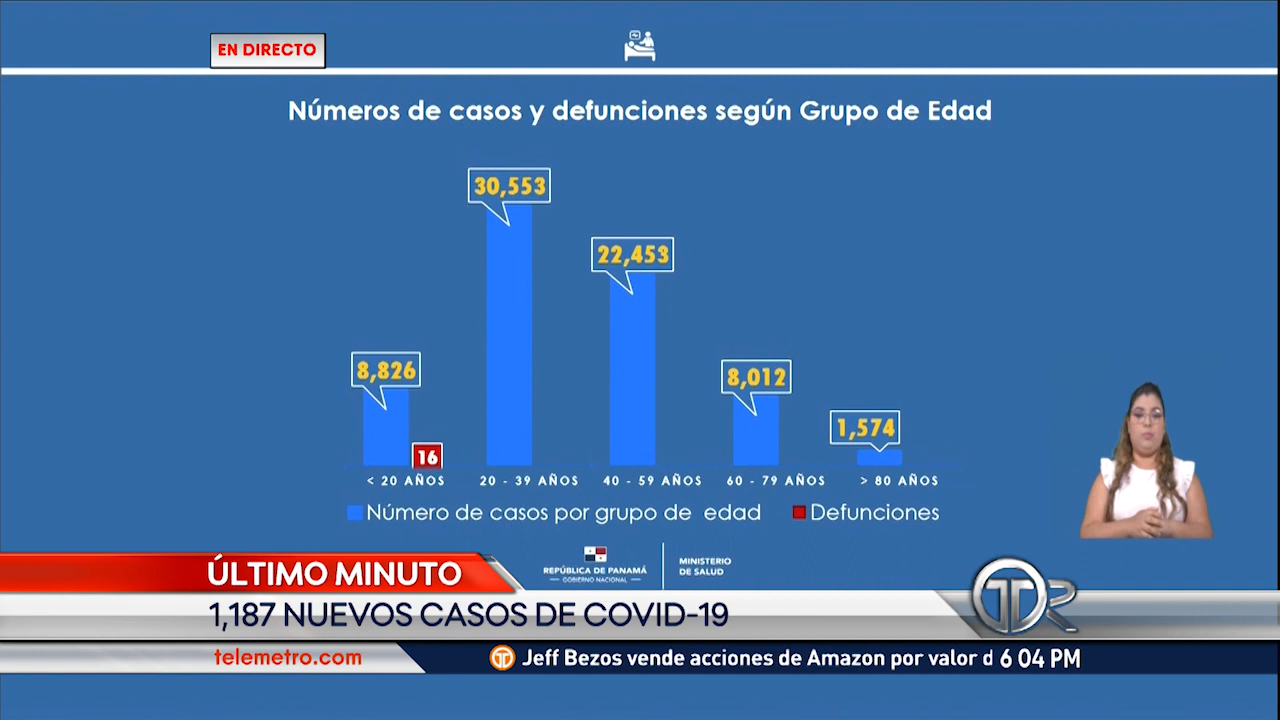 EN DIRECTO
Números de casos y defunciones según Grupo de Edad
30,553
22,453
8,826
8,012
1,574
16
< 20 AÑOS 20 - 39 AÑOS 40 - 59 AÑOS 60 - 79 AÑOS > 80 AÑOS
Número de casos por grupo de edad Defunciones
REPÚBLICA DE PANAMÁ
— GOBIERNO NACIONAL —
MINISTERIO
DE SALUD
ÚLTIMO MINUTO
1,187 NUEVOS CASOS DE COVID-19
TR
telemetro.com
Jeff Bezos vende acciones de Amazon por valor d 6 04 PM